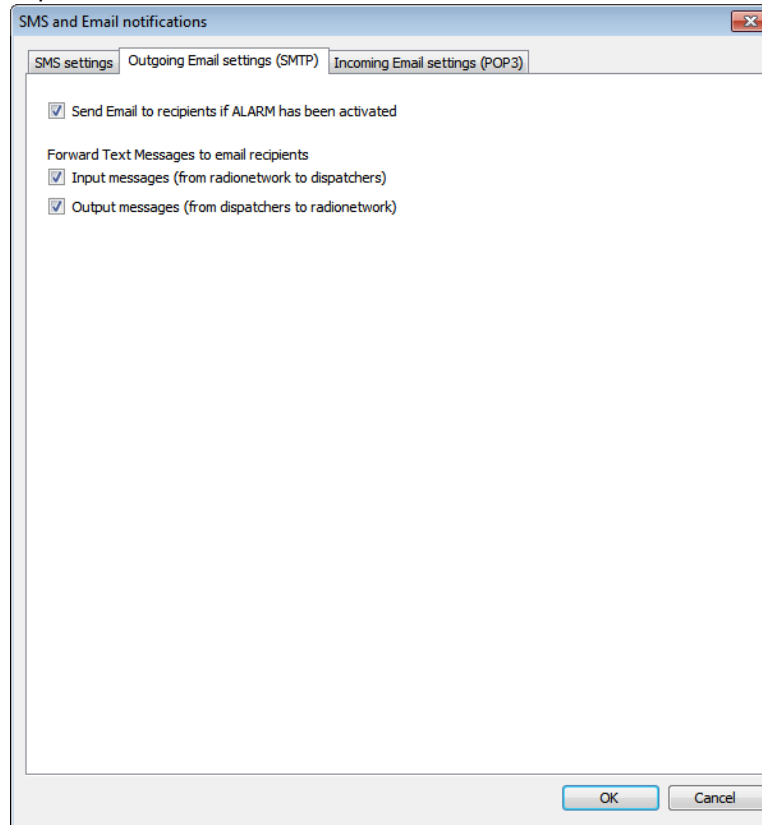 SMS and Email notifications
SMS settings Outgoing Email settings (SMTP) Incoming Email settings (POP3)
Send Email to recipients if ALARM has been activated
Forward Text Messages to email recipients
Input messages (from radionetwork to dispatchers)
Output messages (from dispatchers to radionetwork)
OK Cancel